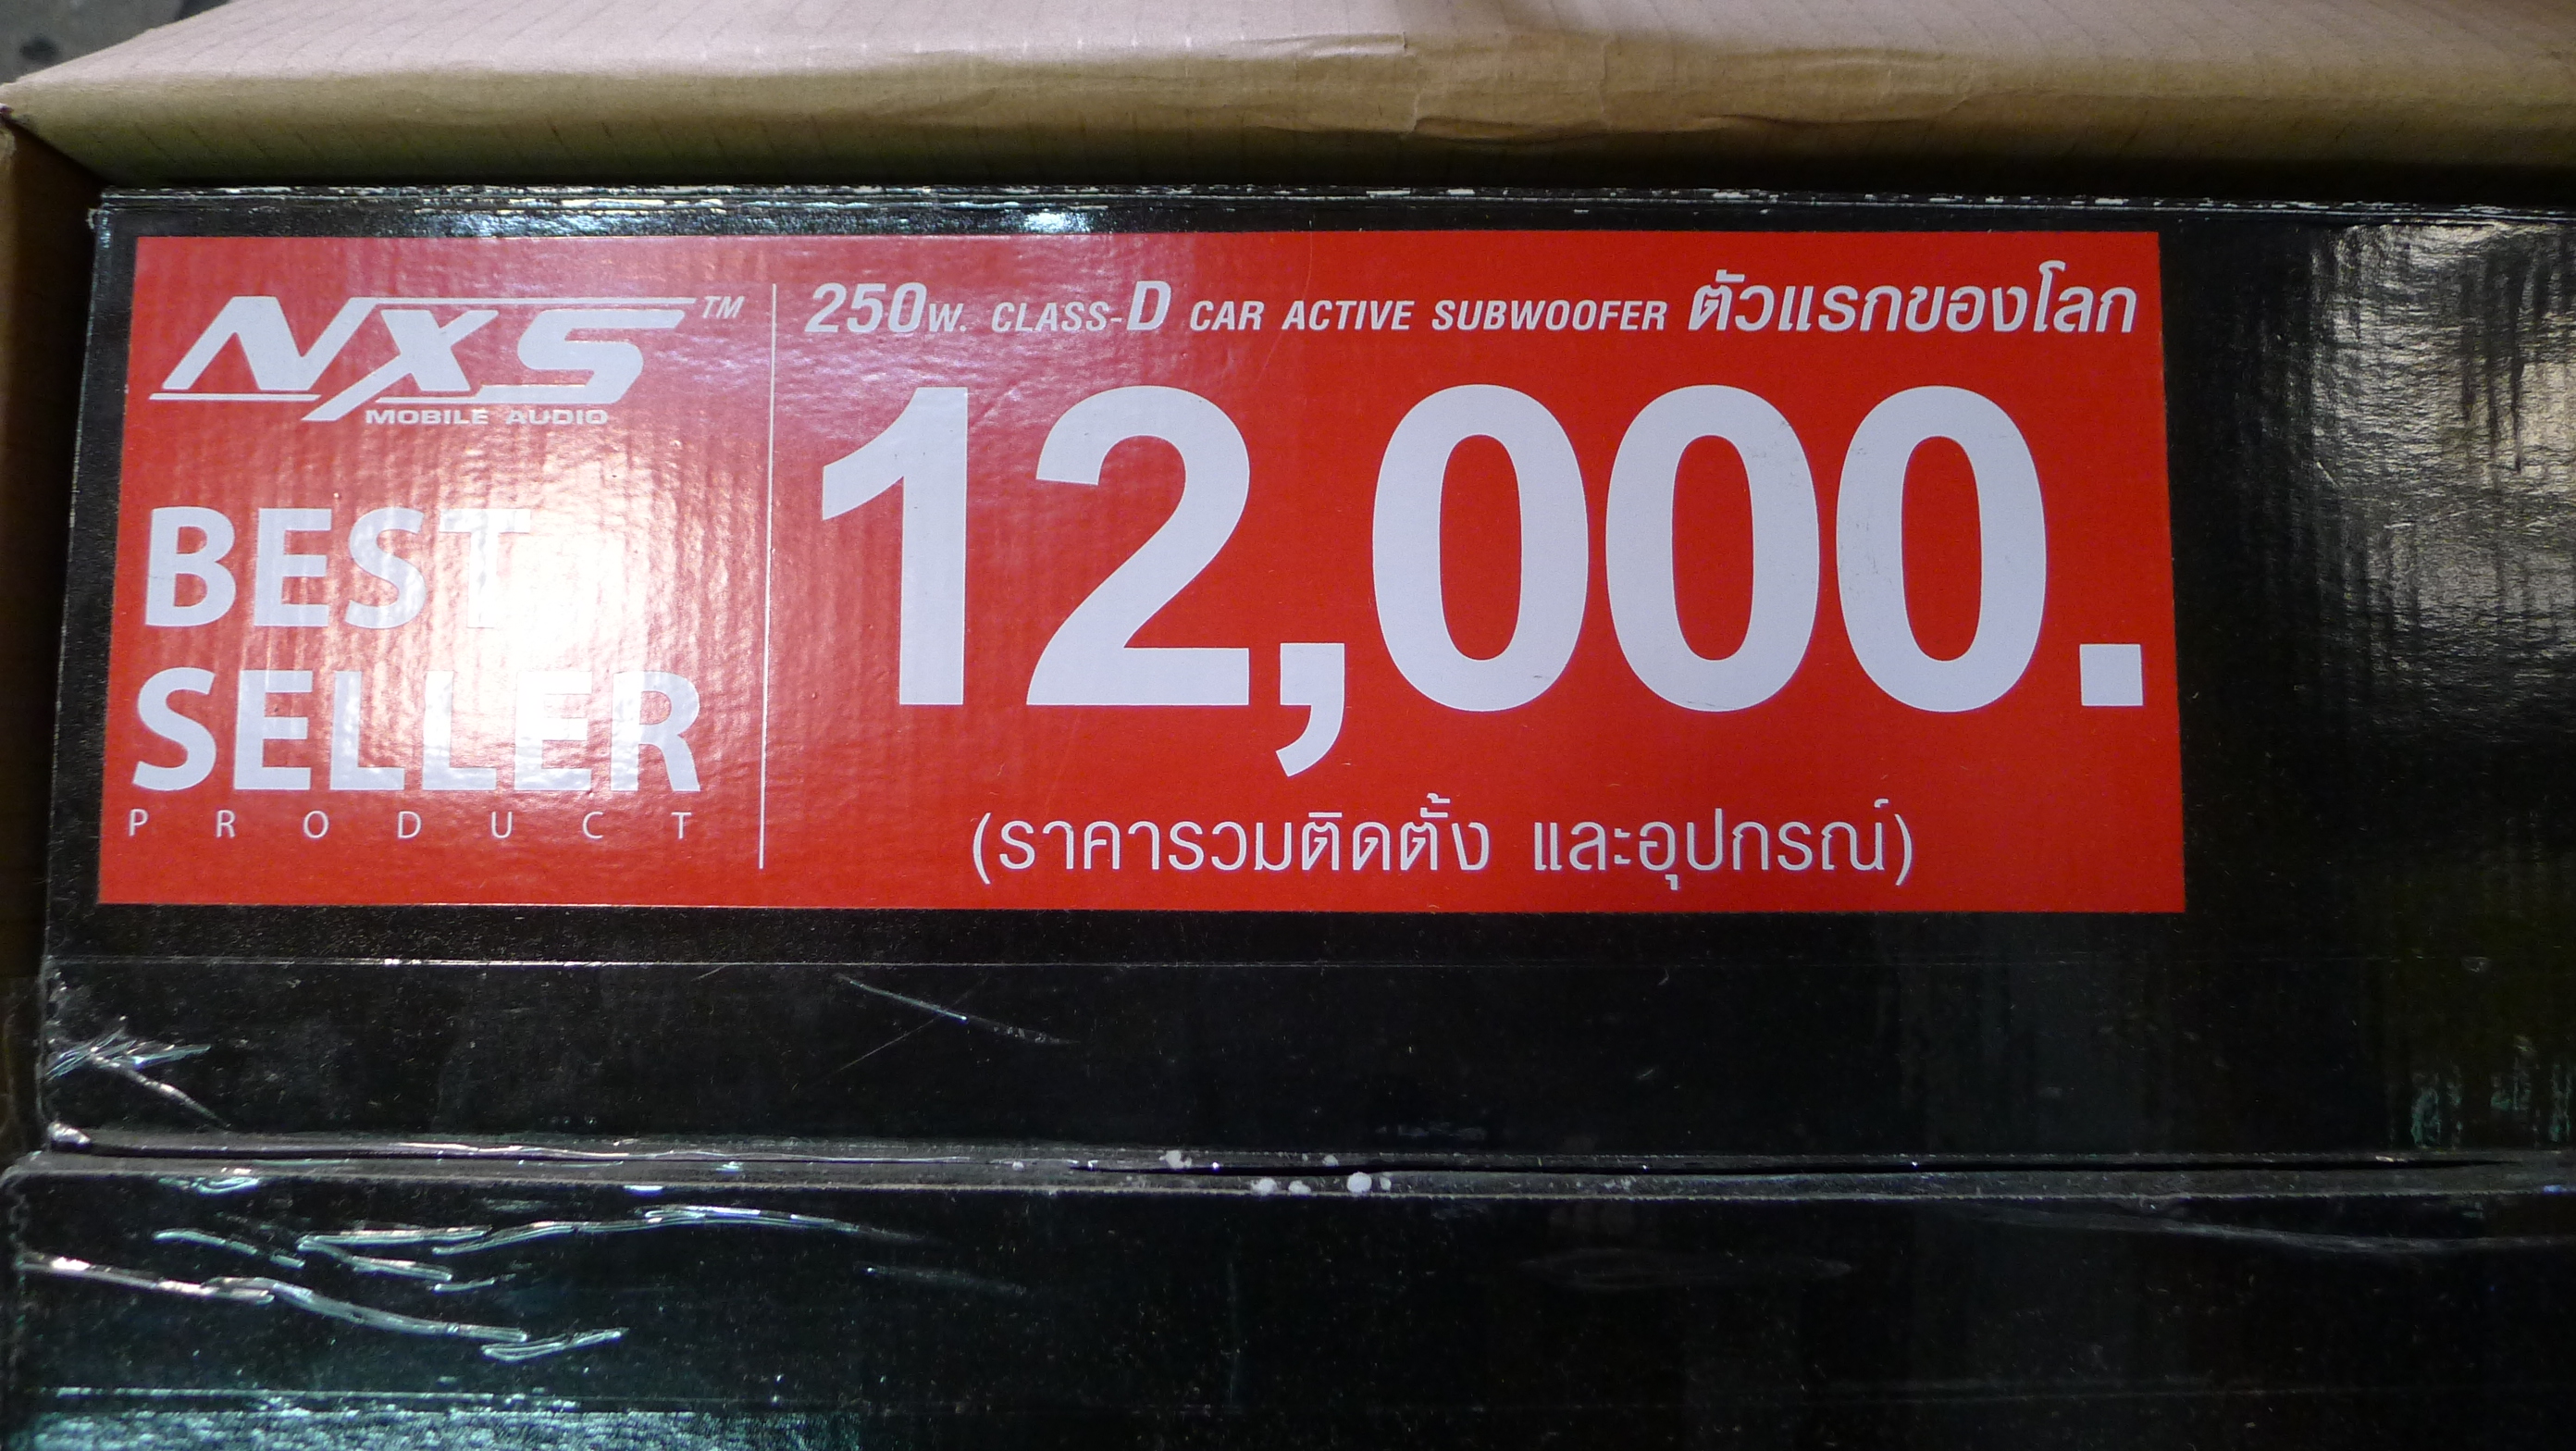 NXS™
MOBILE AUDIO
BEST
SELLER
PRODUCT
250W. CLASS-D CAR ACTIVE SUBWOOFER ตัวแรกของโลก
12,000.
(ราคารวมติดตั้ง และอุปกรณ์)